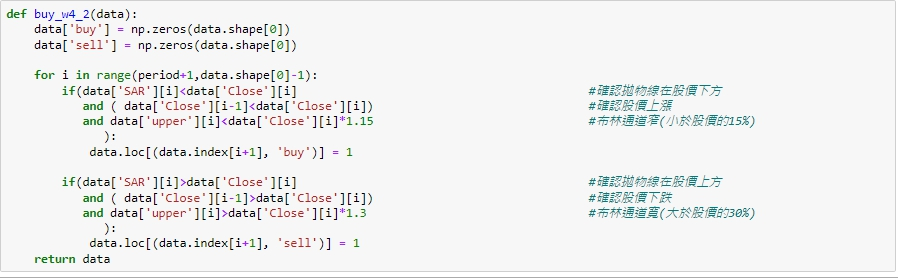 def buy_w4_2(data):
    data['buy'] = np.zeros(data.shape[0])
    data['sell'] = np.zeros(data.shape[0])

    for i in range(period+1,data.shape[0]-1):
        if(data['SAR'][i]<data['Close'][i]                                          #確認拋物線在股價下方
           and ( data['Close'][i-1]<data['Close'][i])                               #確認股價上漲
           and data['upper'][i]<data['Close'][i]*1.15                               #布林通道窄(小於股價的15%)
              ):
            data.loc[(data.index[i+1], 'buy')] = 1

        if(data['SAR'][i]>data['Close'][i]                                          #確認拋物線在股價上方
           and ( data['Close'][i-1]>data['Close'][i])                               #確認股價下跌
           and data['upper'][i]>data['Close'][i]*1.3                                #布林通道寬(大於股價的30%)
              ):
            data.loc[(data.index[i+1], 'sell')] = 1
    return data